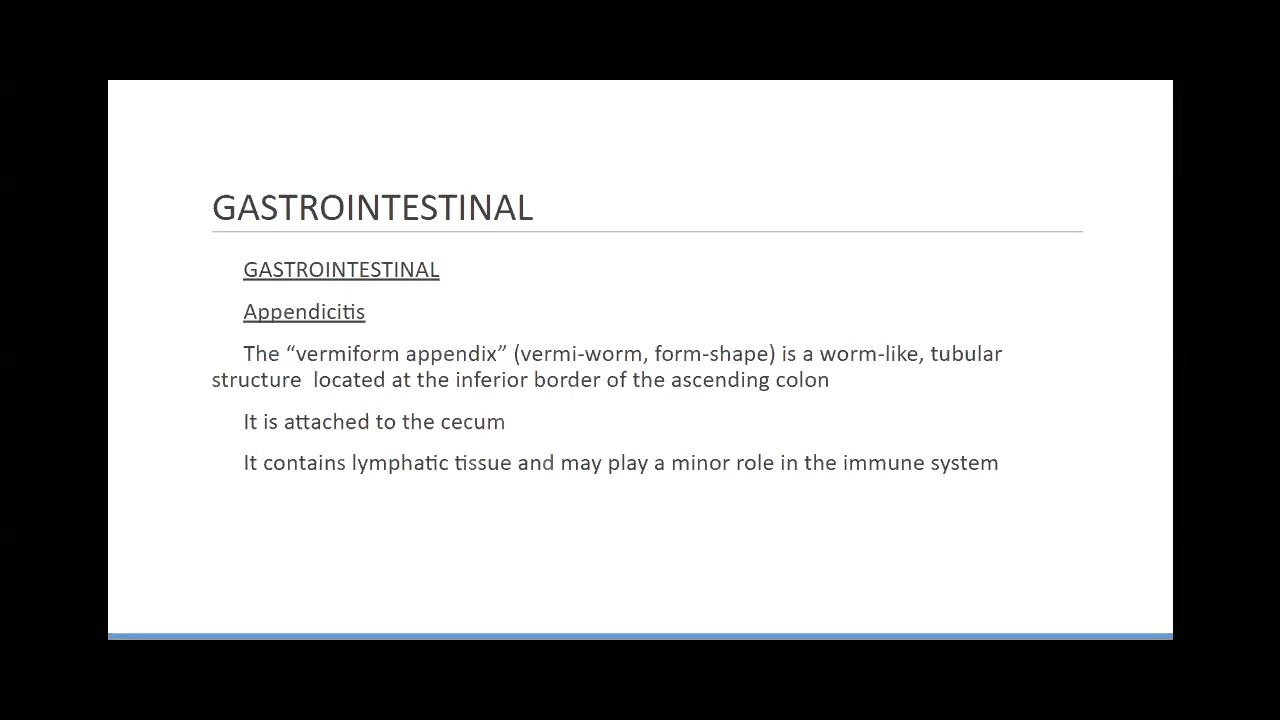 GASTROINTESTINAL
GASTROINTESTINAL
Appendicitis
The “vermiform appendix” (vermi-worm, form-shape) is a worm-like, tubular
structure  located at the inferior border of the ascending colon
It is attached to the cecum
It contains lymphatic tissue and may play a minor role in the immune system